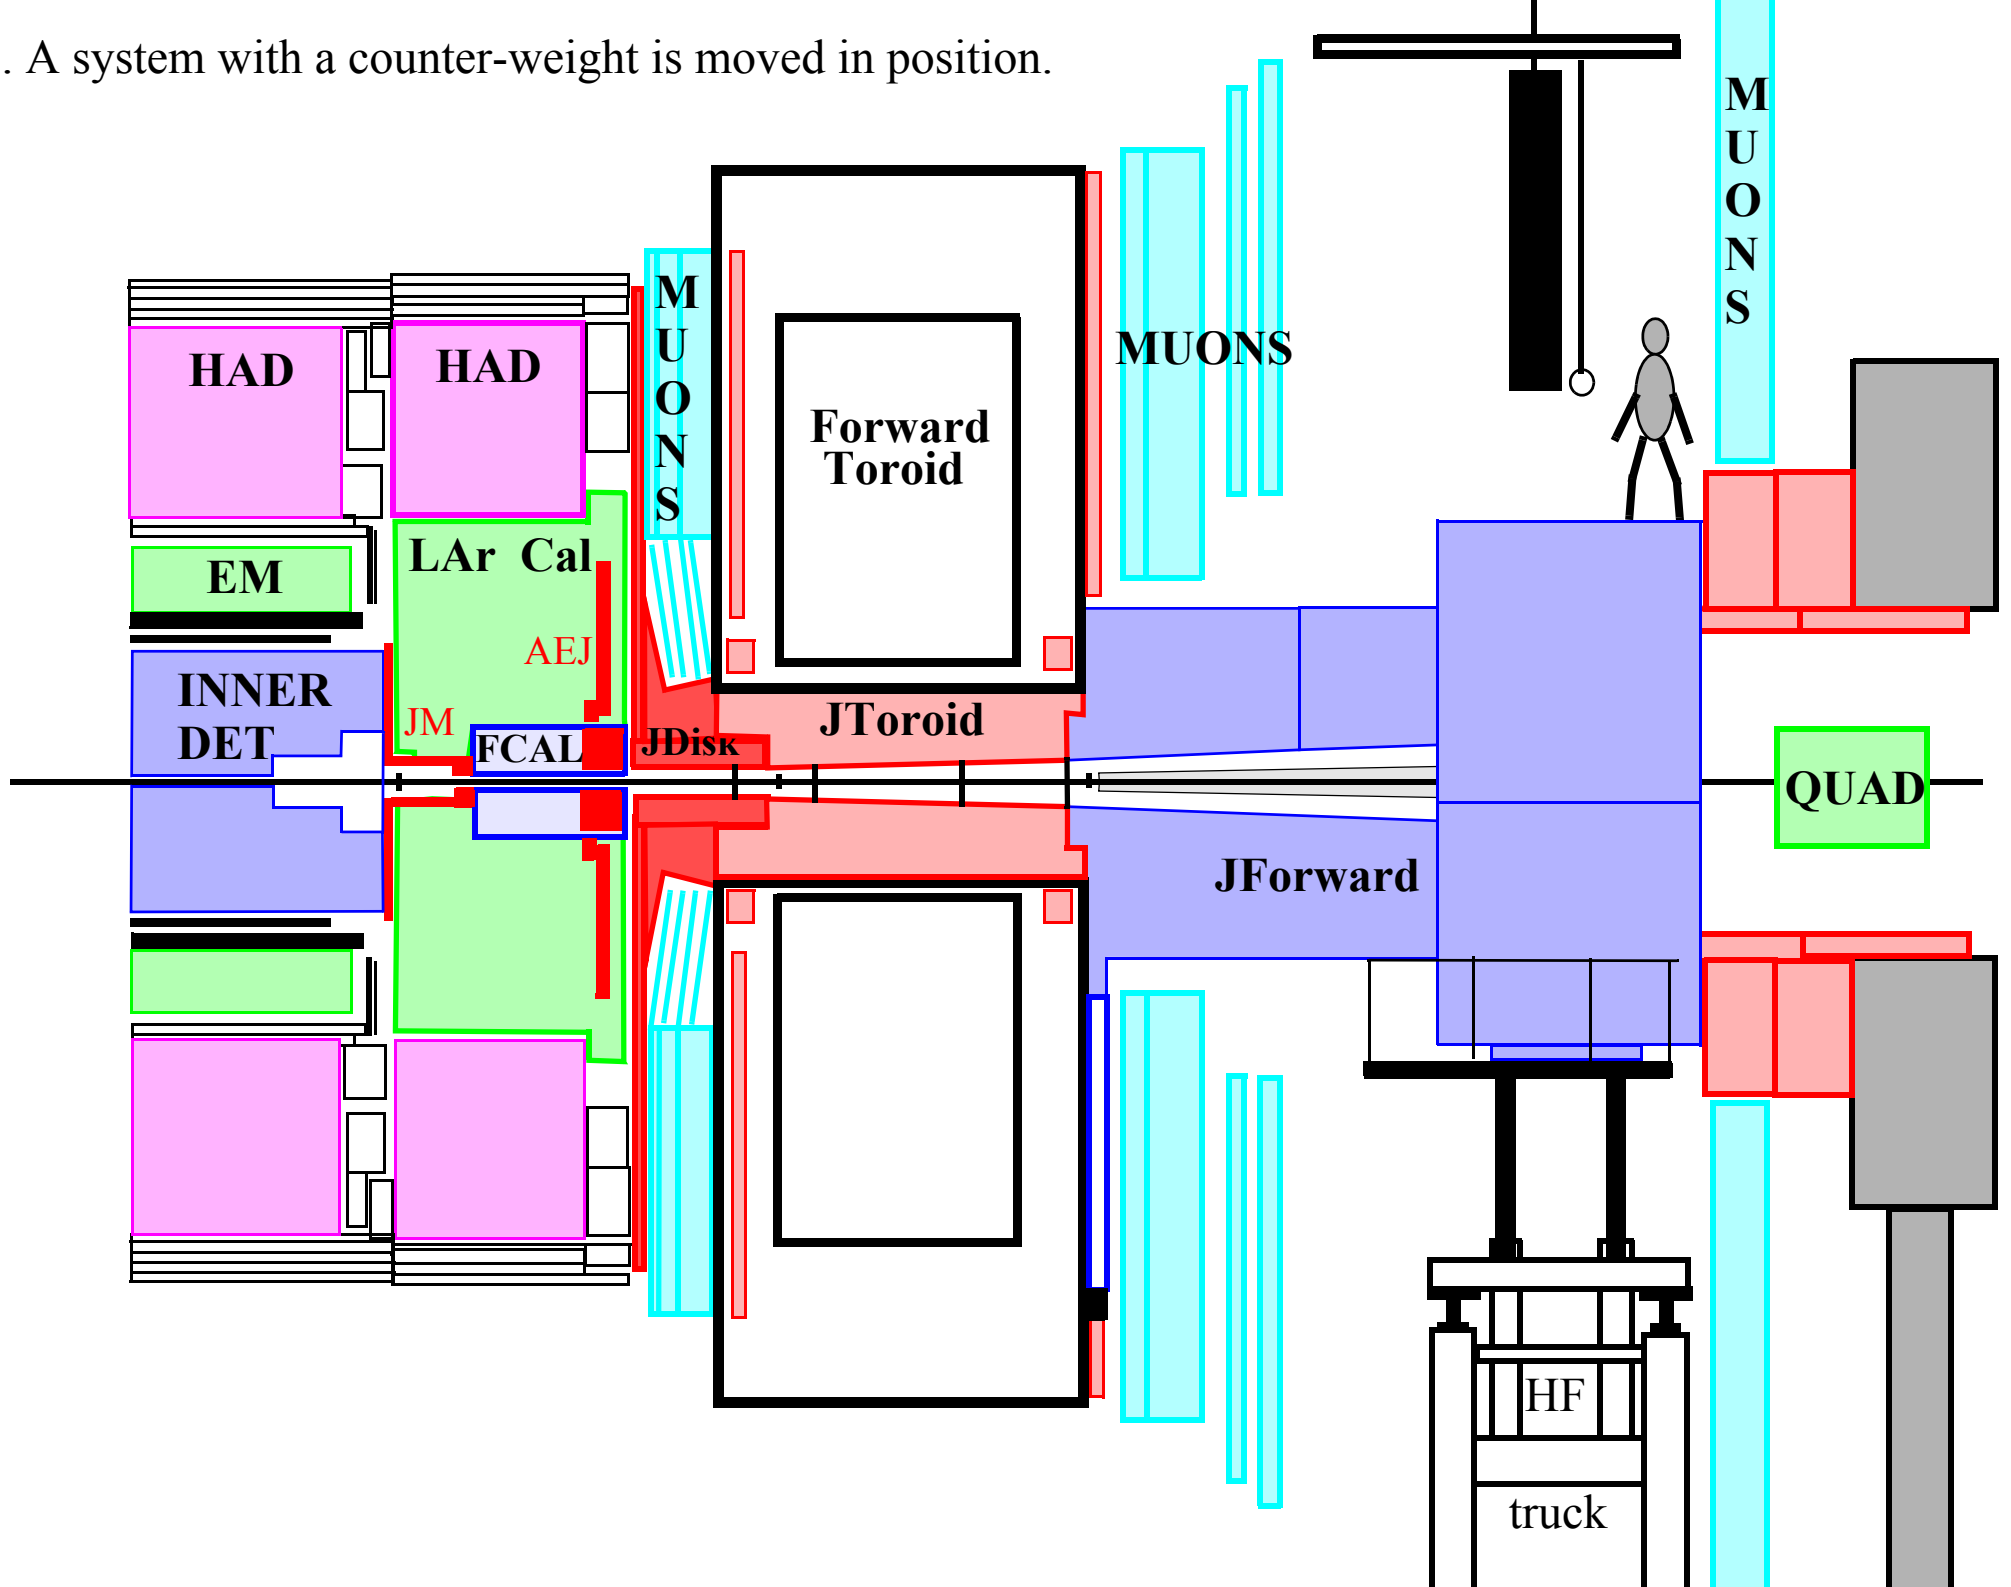 . A system with a counter-weight is moved in position.
MUONS
MUONS
HAD
HAD
MUONS
Forward
Toroid
LAr Cal
EM
AEJ
INNER
DET
JM
FCAL
JDisk
JToroid
QUAD
JForward
HF
truck